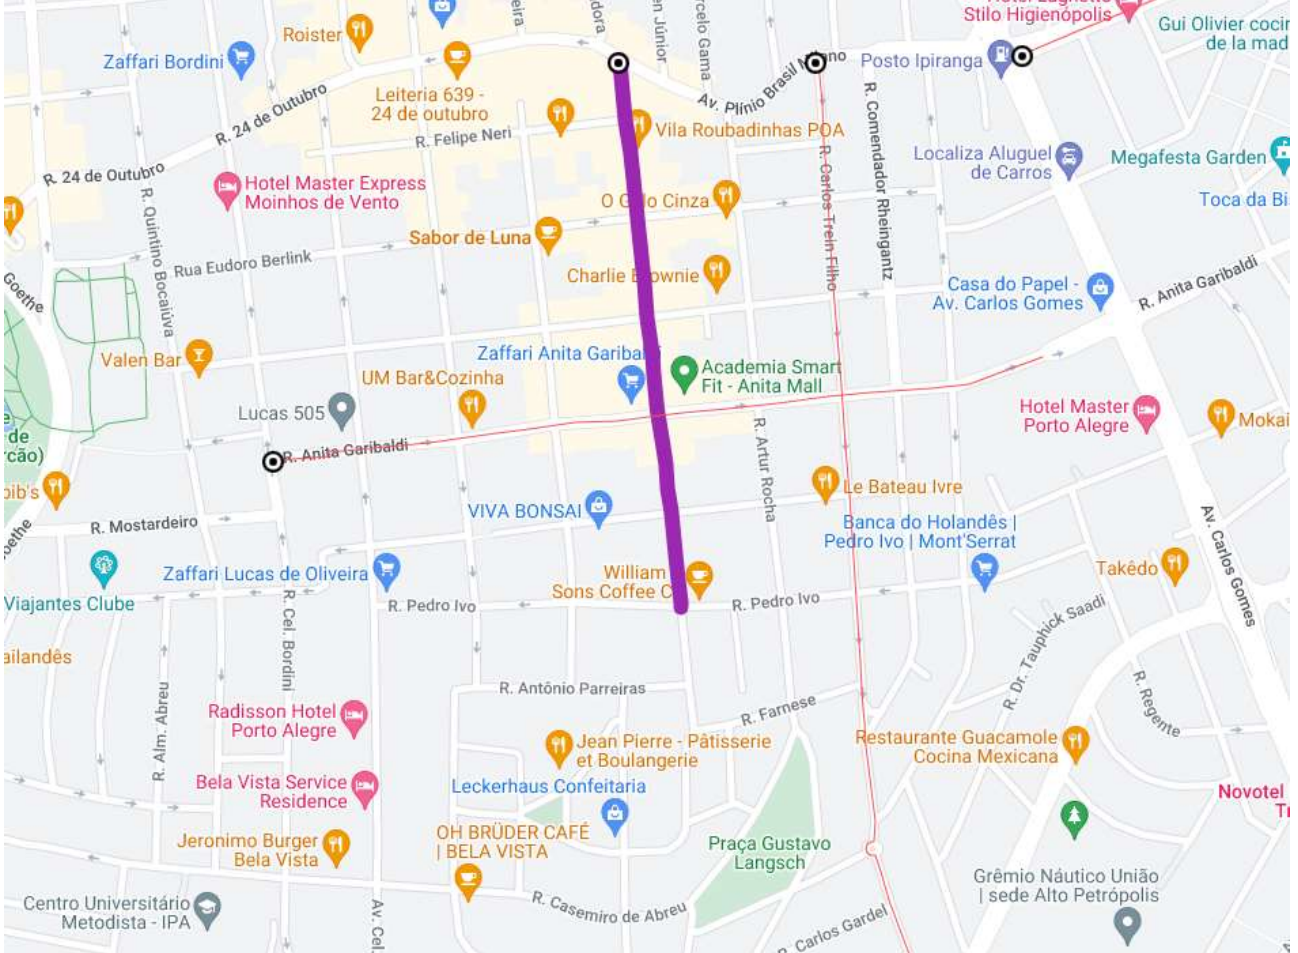 Stilo Higienópolis
Gui Olivier
de la
Roister
Zaffari Bordini
Leiteria 639 -
24 de outubro
R. 24 de Outubro
R. Felipe Neri
Júnior
Marcelo Gama
Av. Plínio Brasil Milano
Posto Ipiranga
Vila Roubadinhas POA
R. Comendador Rheingantz
R. Carlos Trein Filho
Localiza Aluguel
de Carros
Megafesta Garden
Toca da
R. 24 de Outubro
Hotel Master Express
Moinhos de Vento
R. Quintino Bocaiúva
Cinza
Sabor de Luna
Rua Eudoro Berlink
Charlie
Goethe
Casa do Papel -
Av. Carlos Gomes
R. Anita Garibaldi
Valen Bar
Zaffari Anita
UM Bar&Cozinha
Academia Smart
Fit - Anita Mall
Lucas 505
R. Anita Garibaldi
Hotel Master
Porto Alegre
de
R. Artur Rocha
Le Bateau Ivre
VIVA BONSAI
R. Mostardeiro
Banca do Holandês |
Pedro Ivo | Mont'Serrat
Av. Carlos Gomes
Zaffari Lucas de Oliveira
William
Sons Coffee
Takêdo
Viajantes Clube
R. Pedro Ivo
R. Pedro Ivo
R. Cel. Bordini
R. Dr. Tauphick Saadi
R. Alm. Abreu
R. Antônio Parreiras
R. Farnese
R. Regente
Radisson Hotel
Porto Alegre
Jean Pierre - Pâtisserie
et Boulangerie
Restaurante Guacamole
Cocina Mexicana
Bela Vista Service
Residence
Leckerhaus Confeitaria
Novotel
Jeronimo Burger
Bela Vista
OH BRÜDER CAFÉ
| BELA VISTA
Praça Gustavo
Langsch
Grêmio Náutico União
| sede Alto Petrópolis
Centro Universitário
Metodista - IPA
Av. Cel.
R. Casemiro de Abreu
R. Carlos Gardel